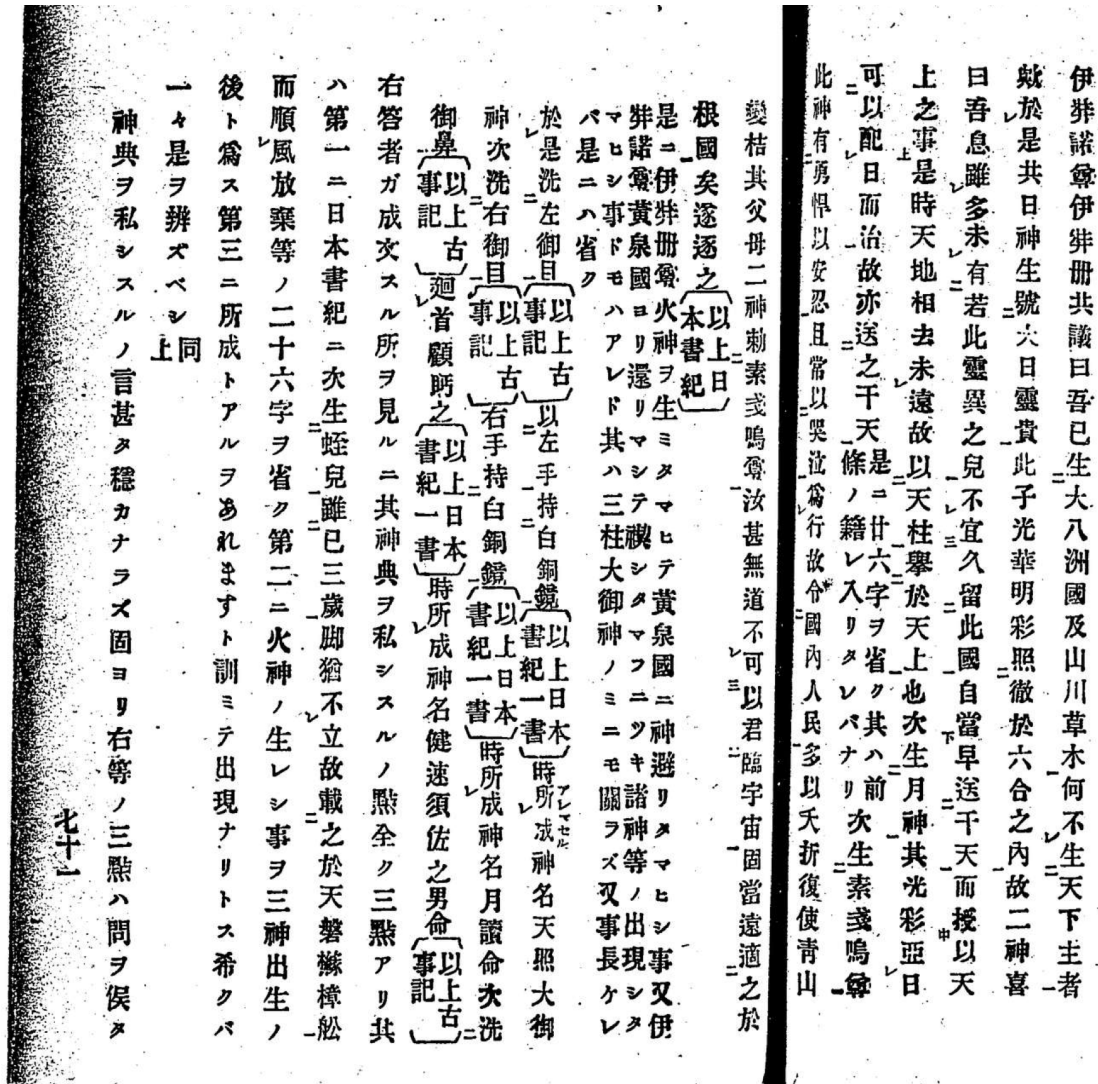 伊弉諾尊伊弉册共議曰吾已生大八洲國及山川草木何不生天下主者
歟於是共日神生號大日靈貴此子光華明彩照徹於六合之內故二神喜
曰吾息雖多未有若此靈異之兒不宜久留此國自當早送于天而授以天
上之事是時天地相去未遠故以天柱擧於天上也次生月神其光彩亞日
可以配日而治故亦送之于天是ニ廿六字ヲ省ク其ハ前條ノ籍レ入リタレバナリ次生素戔嗚尊
此神有勇悍以安忍且常以哭泣爲行故令國內人民多以夭折復使青山
變枯其父母二神勅素戔嗚尊汝甚無道不可以君臨宇宙固當遠適之於
根國矣遂逐之(以上日本書紀)
是ニ伊弉册尊火神ヲ生ミタマヒテ黃泉國ニ神避リタマヒシ事又伊
弉諾尊黃泉國ヨリ還リマシテ禊シタマフニツキ諸神等ノ出現シタ
マヒシ事ドモハアレド其ハ三柱大御神ノミニモ關ラズ又事長ケレ
バ是ニハ省ク
於是洗左御目(以上古事記)以左手持白銅鏡(以上日本書紀一書)時所成アレマセル神名天照大御
神次洗右御目(以上古事記)右手持白銅鏡(以上日本書紀一書)時所成神名月讀命次洗
御鼻(以上古事記)廻首顧眄之(以上日本書紀一書)時所成神名健速須佐之男命(以上古事記)
右答者ガ成文スル所ヲ見ルニ其神典ヲ私シスルノ點全ク三點アリ其
ハ第一ニ日本書紀ニ次生蛭兒雖已三歲脚猶不立故載之於天磐櫲樟舩
而順風放棄等ノ二十六字ヲ省ク第二ニ火神ノ生レシ事ヲ三神出生ノ
後ト爲ス第三ニ所成トアルヲあれますト訓ミテ出現ナリトス希クバ
一々是ヲ辨ズベシ同上
神典ヲ私シスルノ言甚タ穩カナラズ固ヨリ右等ノ三點ハ問ヲ俟タ
七十一